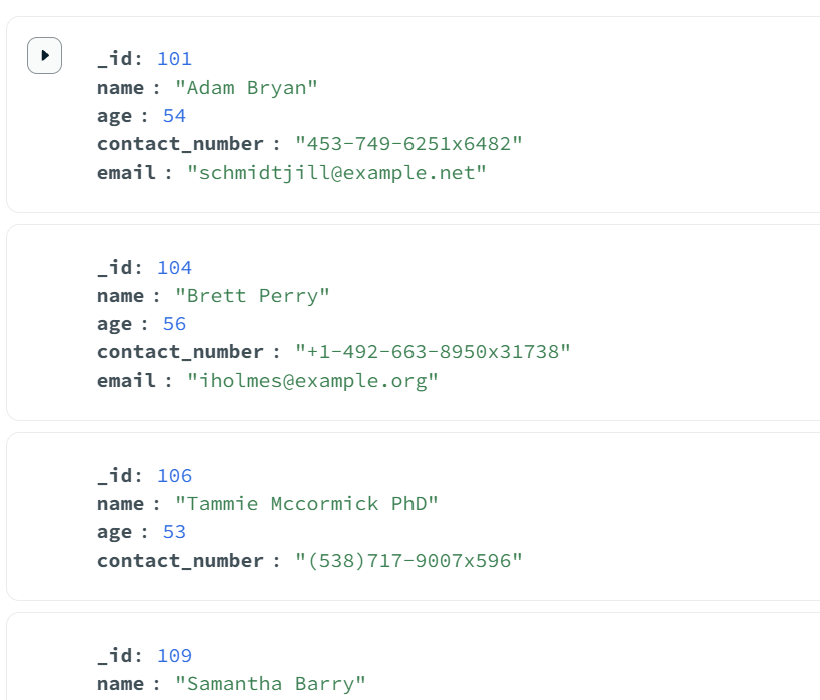 _id: 101
name : "Adam Bryan"
age : 54
contact_number : "453-749-6251x6482"
email : "schmidtjill@example.net"
_id: 104
name : "Brett Perry"
age : 56
contact_number : "+1-492-663-8950x31738"
email : "iholmes@example.org"
_id: 106
name : "Tammie Mccormick PhD"
age : 53
contact_number : "(538)717-9007x596"
_id: 109
name : "Samantha Barry"